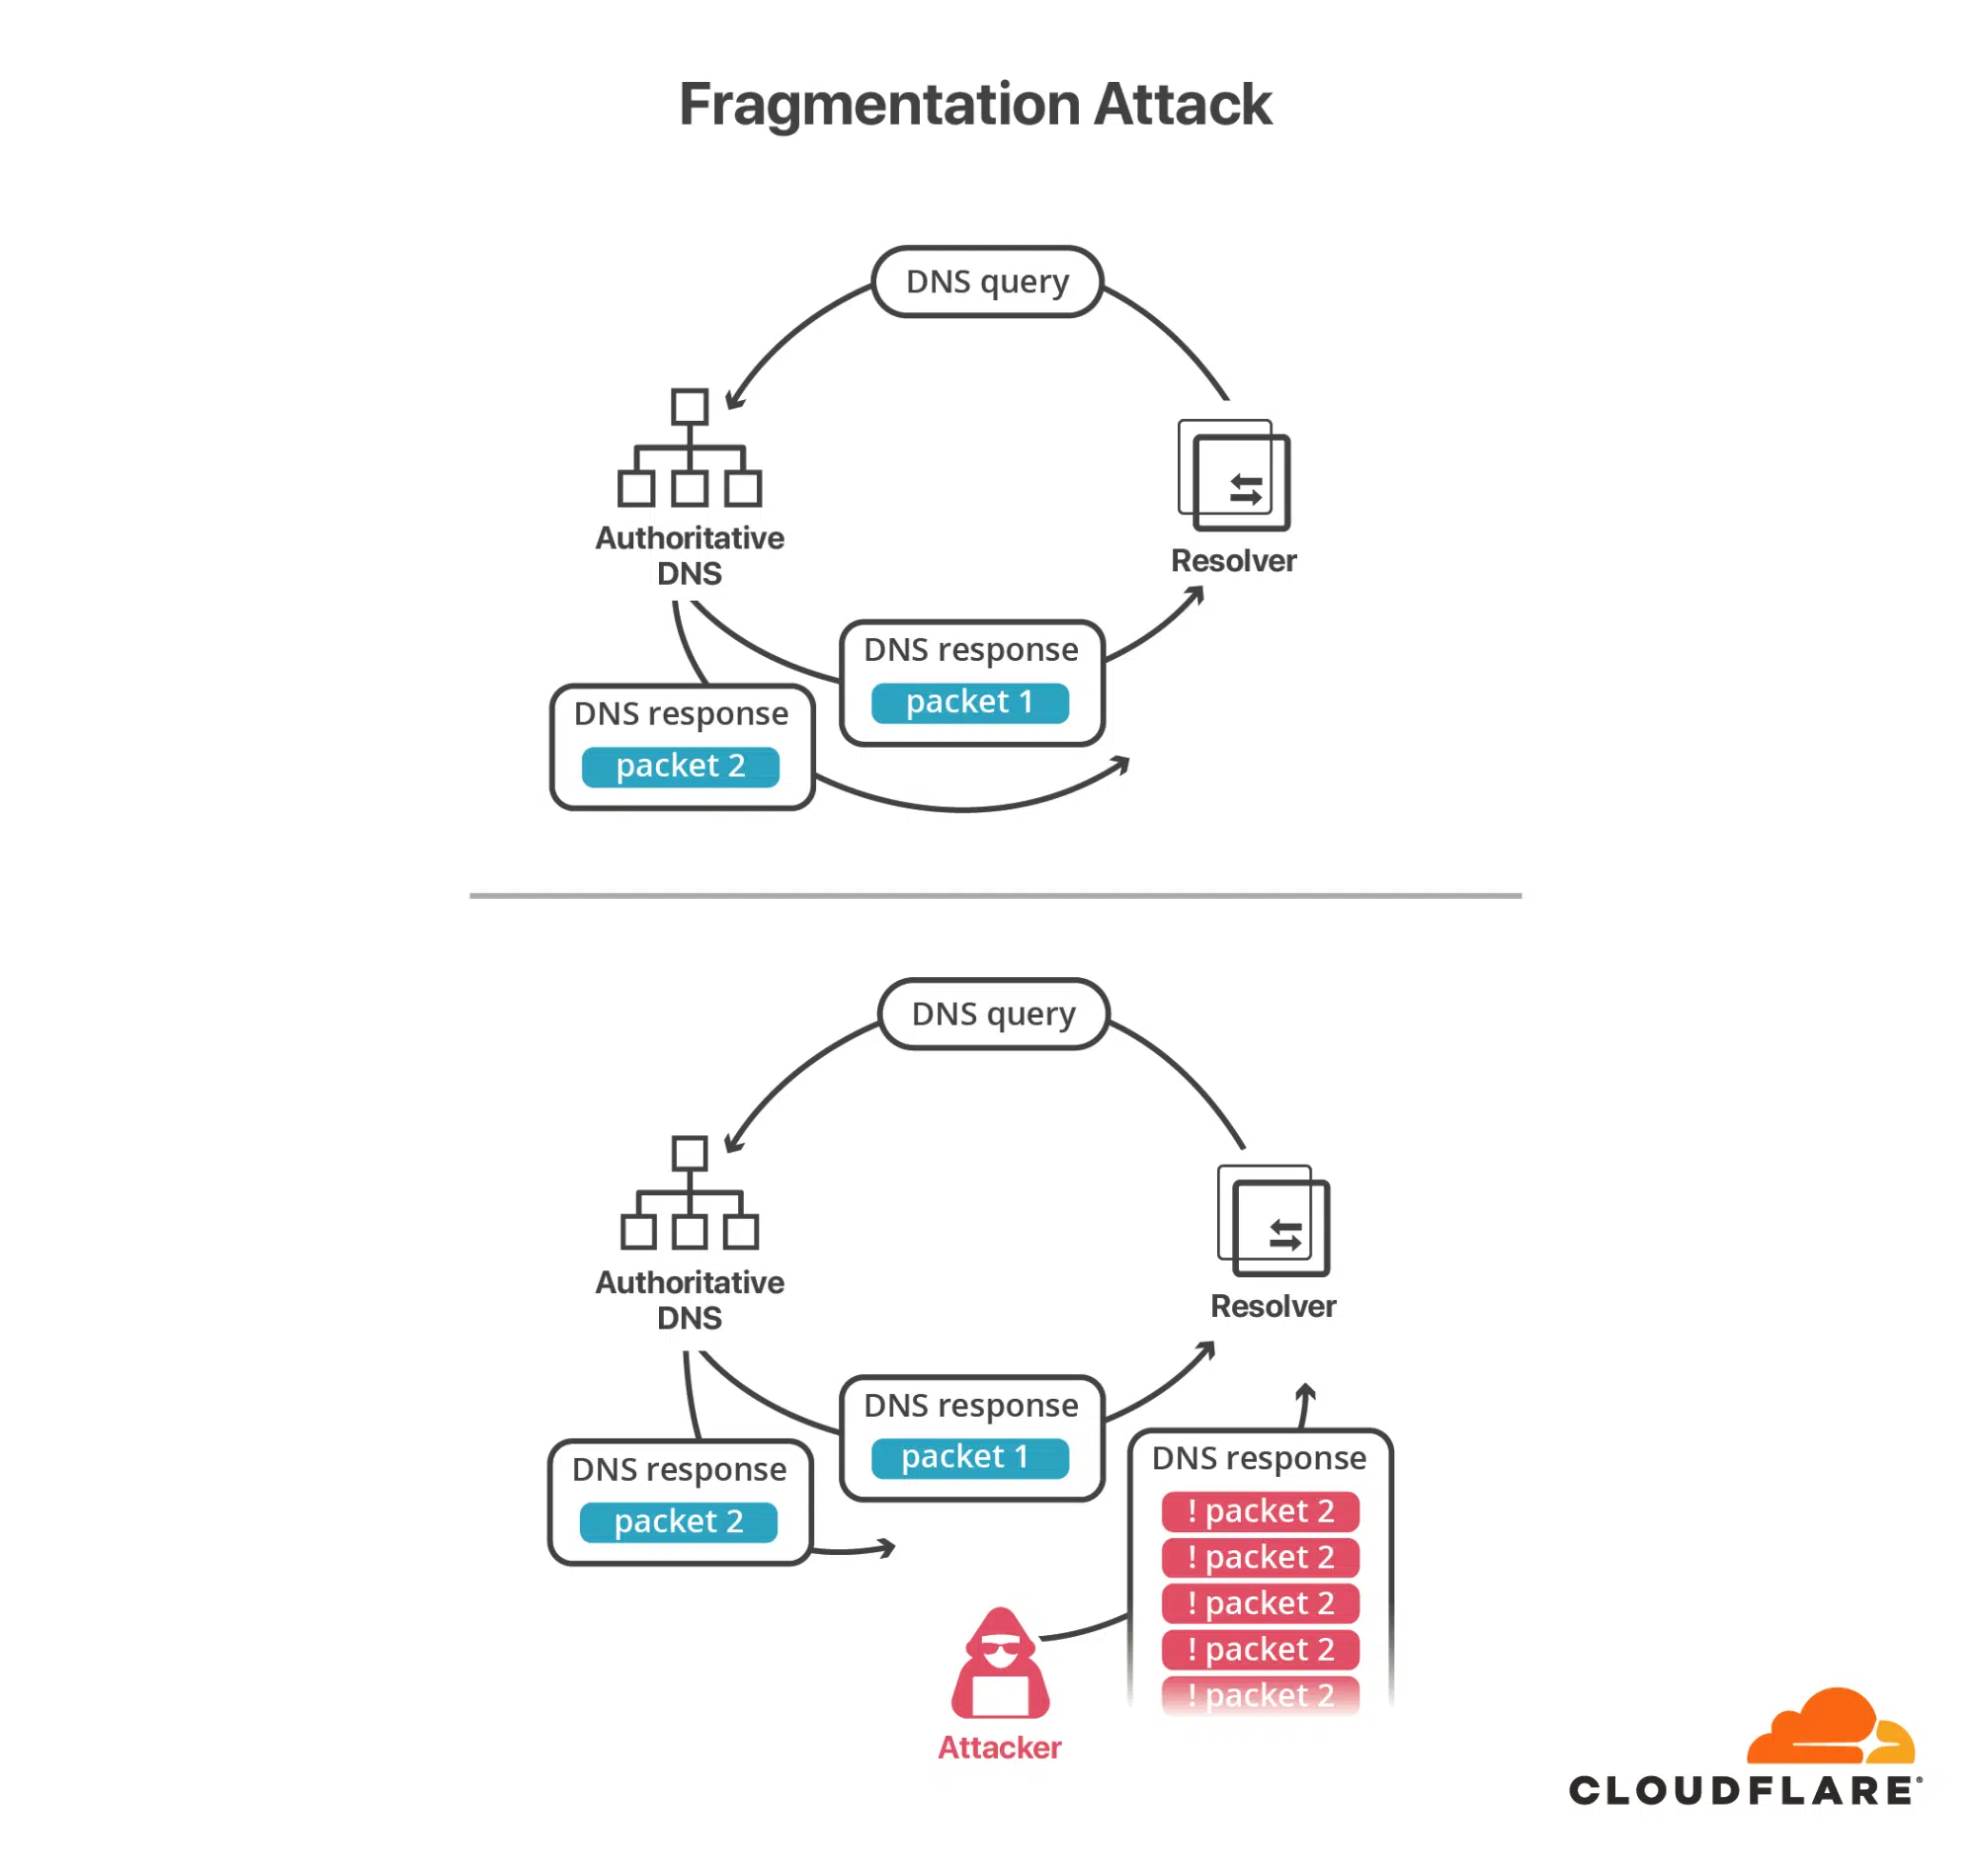 Fragmentation Attack
DNS query
Authoritative
DNS
Resolver
DNS response
packet 1
DNS response
packet 2
DNS query
Authoritative
DNS
Resolver
DNS response
packet 1
DNS response
packet 2
DNS response
! packet 2
! packet 2
! packet 2
! packet 2
! packet 2
Attacker
CLOUDFLARE®